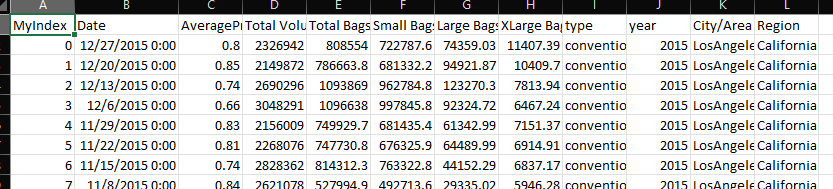 A B C D E F G H I J K L
MyIndex Date AveragePr Total Volu Total Bags Small Bags Large Bags XLarge Bag type year City/Area Region
0 12/27/2015 0:00 0.8 2326942 808554 722787.6 74359.03 11407.39 conventio 2015 LosAngele California
1 12/20/2015 0:00 0.85 2149872 786663.8 681332.2 94921.87 10409.7 conventio 2015 LosAngele California
2 12/13/2015 0:00 0.74 2690296 1093869 962784.8 123270.3 7813.94 conventio 2015 LosAngele California
3 12/6/2015 0:00 0.66 3048291 1096638 997845.8 92324.72 6467.24 conventio 2015 LosAngele California
4 11/29/2015 0:00 0.83 2156009 749929.7 681435.4 61342.99 7151.37 conventio 2015 LosAngele California
5 11/22/2015 0:00 0.81 2268076 747730.8 676325.9 64489.99 6914.91 conventio 2015 LosAngele California
6 11/15/2015 0:00 0.74 2828362 814312.3 763322.8 44152.29 6837.17 conventio 2015 LosAngele California
7 11/8/2015 0:00 0.84 2621078 527994.9 492713.6 29335.02 5946.28 conventio 2015 LosAngele California